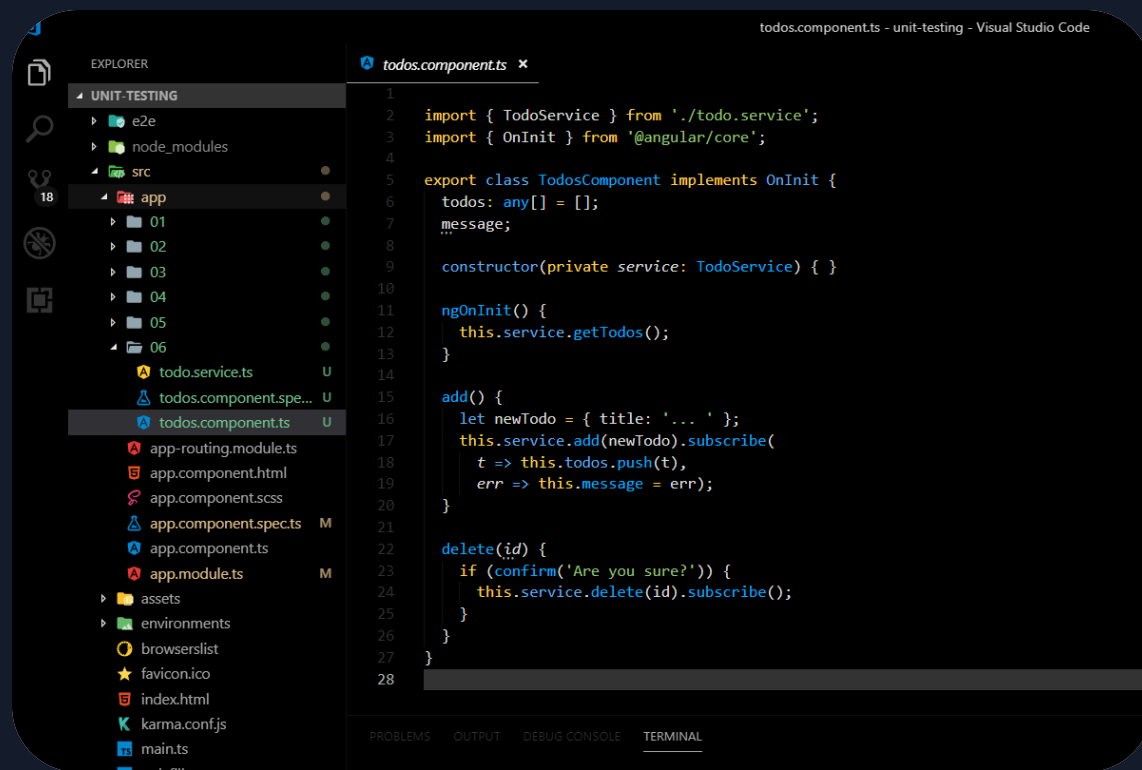 todos.component.ts - unit-testing - Visual Studio Code
EXPLORER
UNIT-TESTING
e2e
node_modules
src
app
01
02
03
04
05
06
todo.service.ts U
todos.component.spe... U
todos.component.ts U
app-routing.module.ts
app.component.html
app.component.scss
app.component.spec.ts M
app.component.ts
app.module.ts M
assets
environments
browserslist
favicon.ico
index.html
karma.conf.js
TS main.ts
18
todos.component.ts ×
1
2 import { TodoService } from './todo.service';
3 import { OnInit } from '@angular/core';
4
5 export class TodosComponent implements OnInit {
6 todos: any[] = [];
7 message;
8
9 constructor(private service: TodoService) { }
10
11 ngOnInit() {
12 this.service.getTodos();
13 }
14
15 add() {
16 let newTodo = { title: '... ' };
17 this.service.add(newTodo).subscribe(
18 t => this.todos.push(t),
19 err => this.message = err);
20 }
21
22 delete(id) {
23 if (confirm('Are you sure?')) {
24 this.service.delete(id).subscribe();
25 }
26 }
27 }
28
PROBLEMS OUTPUT DEBUG CONSOLE TERMINAL